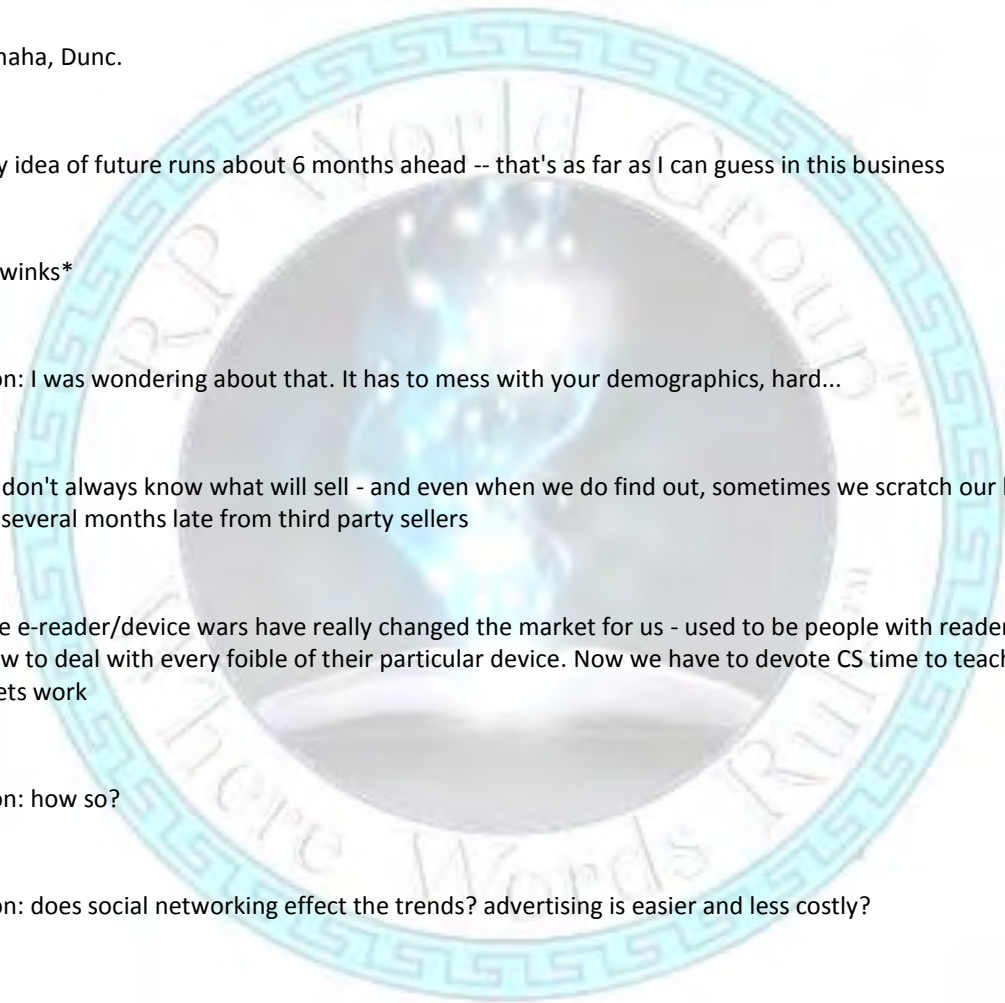 haha, Dunc.
y idea of future runs about 6 months ahead -- that's as far as I can guess in this business
winks*
on: I was wondering about that. It has to mess with your demographics, hard...
don't always know what will sell - and even when we do find out, sometimes we scratch our
several months late from third party sellers
e e-reader/device wars have really changed the market for us - used to be people with reader
w to deal with every foible of their particular device. Now we have to devote CS time to teach
ets work
on: how so?
on: does social networking effect the trends? advertising is easier and less costly?
RP World Group™
Where Words Rule™